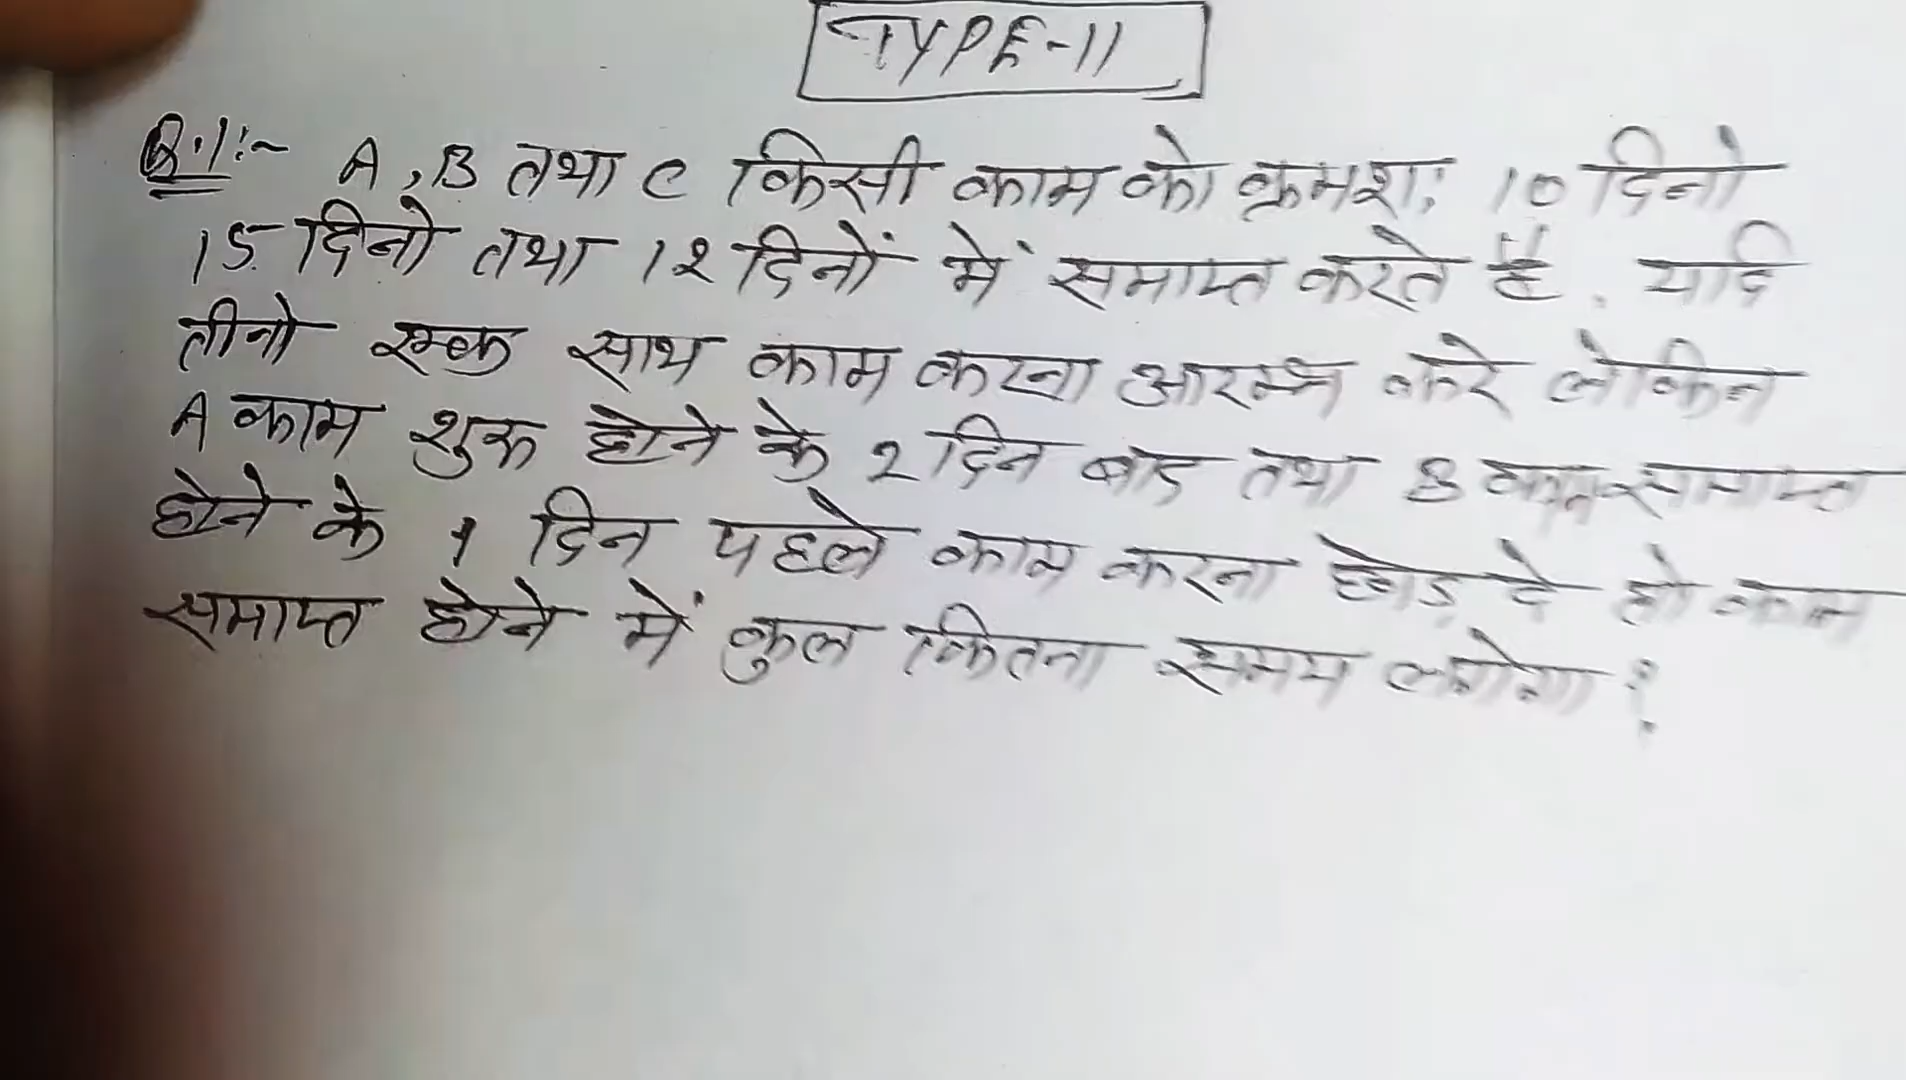 TYPE-11
Q.1:- A, B तथा C किसी काम को क्रमश: 10 दिनो
15 दिनो तथा 12 दिनों में समाप्त करते हैं. यदि
तीनो एक साथ काम करना आरम्भ करे लेकिन
A काम शुरू होने के 2 दिन बाद तथा B काम समाप्त
होने के 1 दिन पहले काम करना छोड़ दे तो काम
समाप्त होने में कुल कितना समय लगेगा?